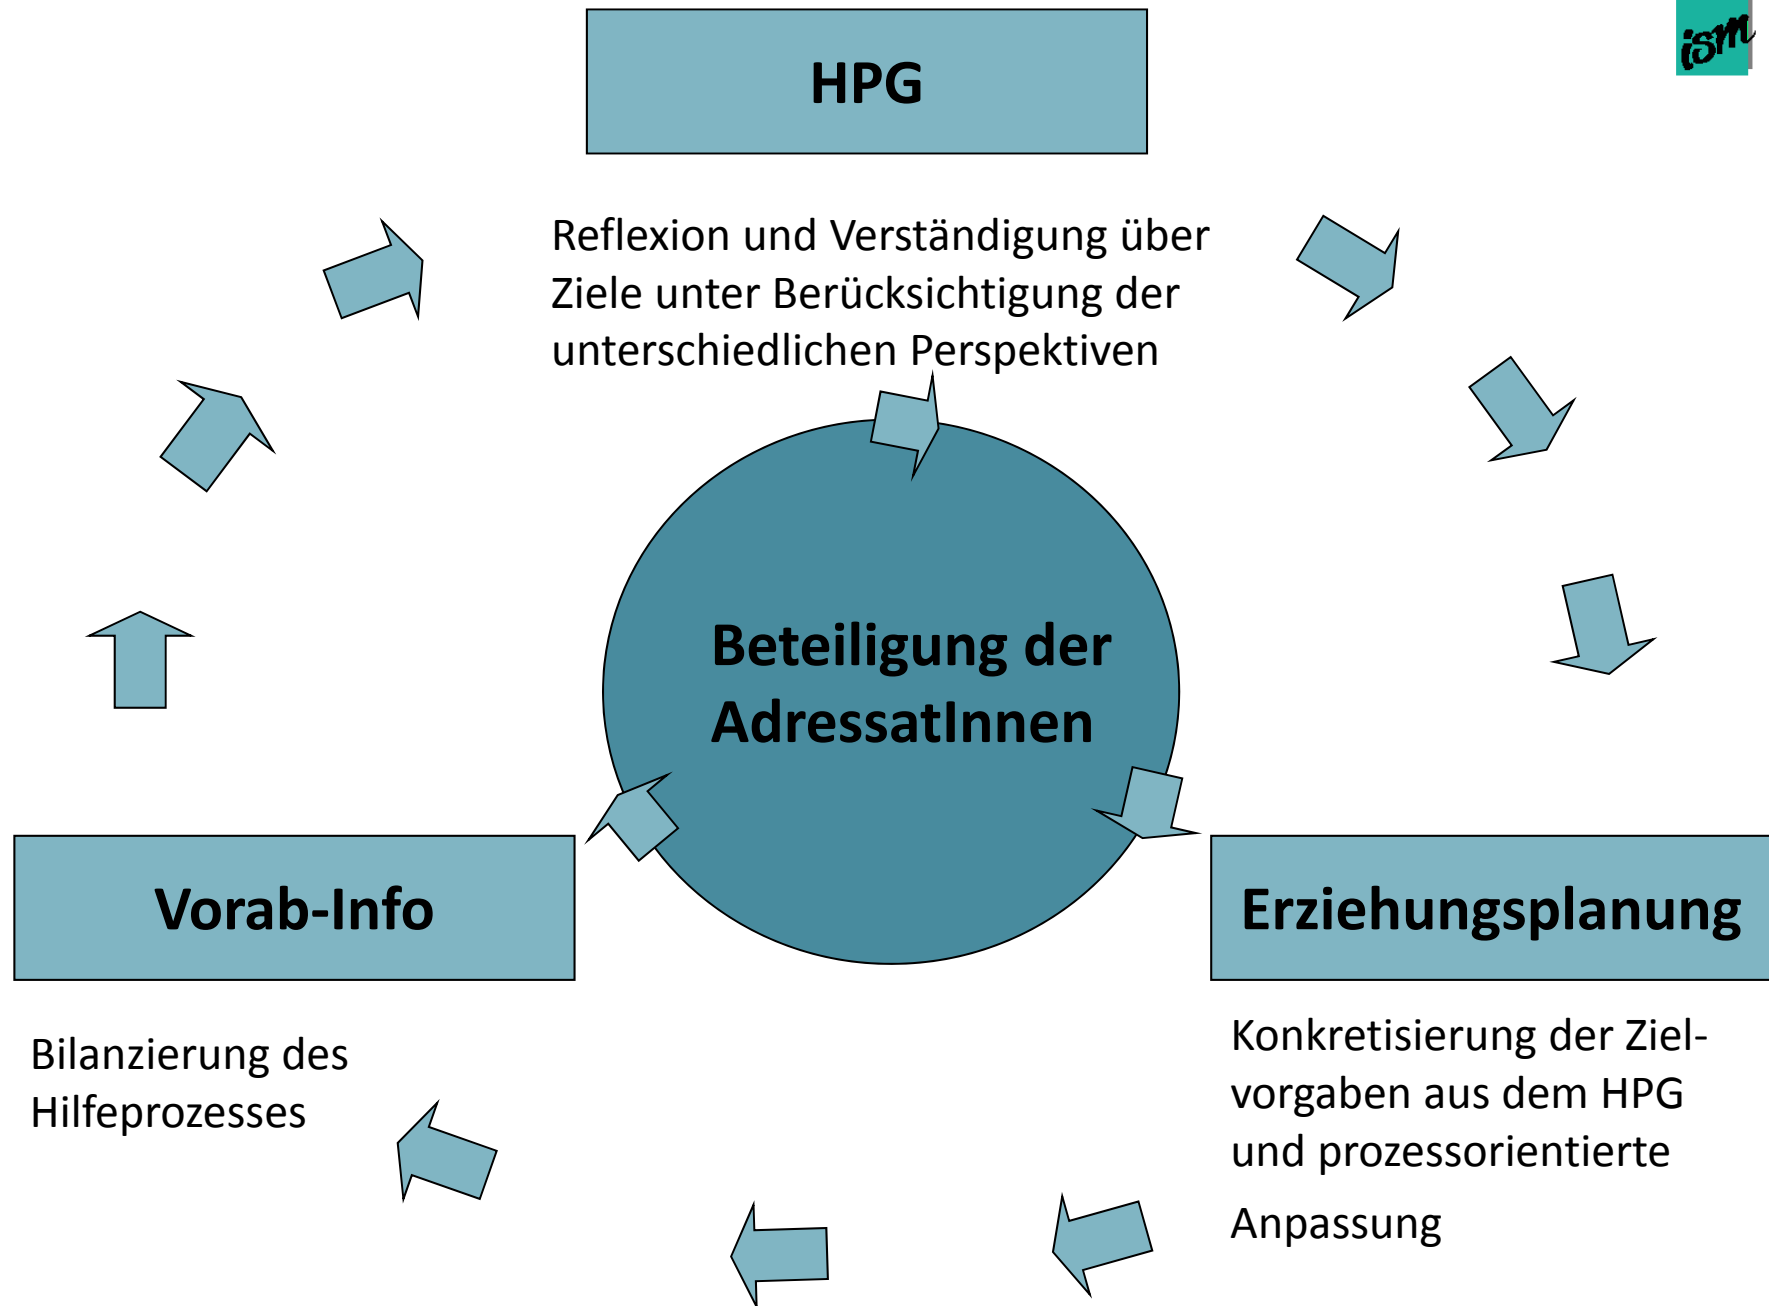 ism
HPG
Reflexion und Verständigung über
Ziele unter Berücksichtigung der
unterschiedlichen Perspektiven
Beteiligung der
AdressatInnen
Vorab-Info
Bilanzierung des
Hilfeprozesses
Erziehungsplanung
Konkretisierung der Ziel-
vorgaben aus dem HPG
und prozessorientierte
Anpassung